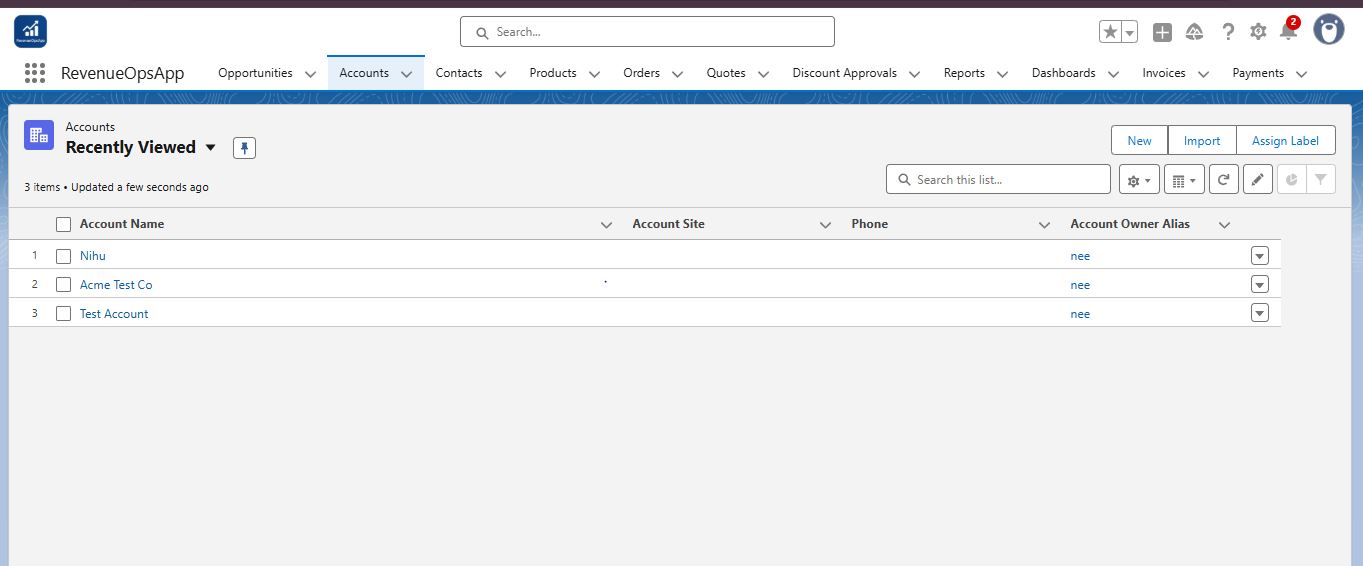 RevenueOpsApp
Search...
2
RevenueOpsApp Opportunities Accounts Contacts Products Orders Quotes Discount Approvals Reports Dashboards Invoices Payments
Accounts
Recently Viewed
New Import Assign Label
3 items • Updated a few seconds ago
Search this list...
Account Name Account Site Phone Account Owner Alias
1 Nihu nee
2 Acme Test Co nee
3 Test Account nee